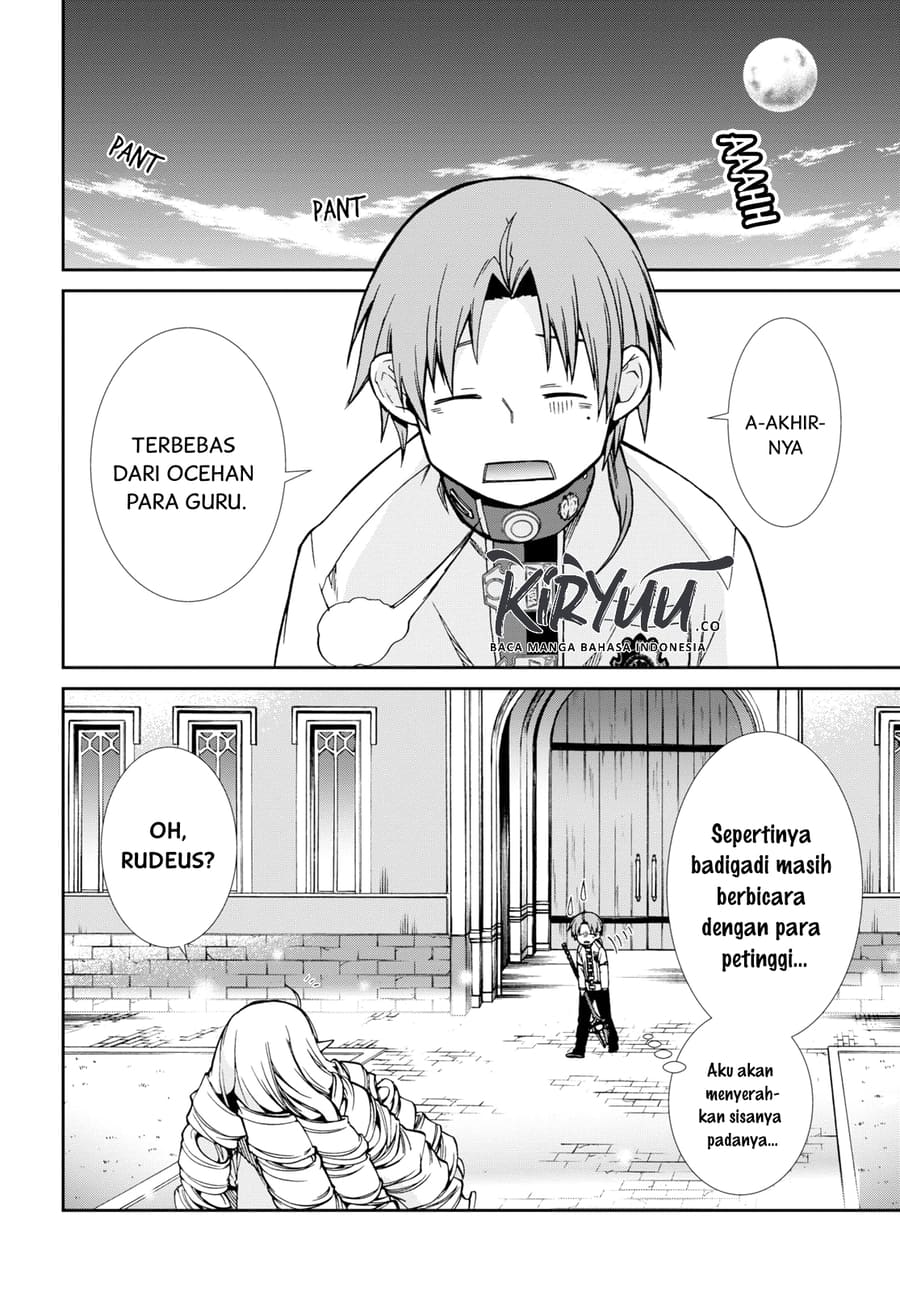 AAAHH
PANT
PANT
A-AKHIR-
NYA
TERBEBAS
DARI OCEHAN
PARA GURU.
KiRYUU.co
BACA MANGA BAHASA INDONESIA
Sepertinya
badigadi masih
berbicara
dengan para
petinggi...
Aku akan
menyerah-
kan sisanya
padanya...
OH,
RUDEUS?